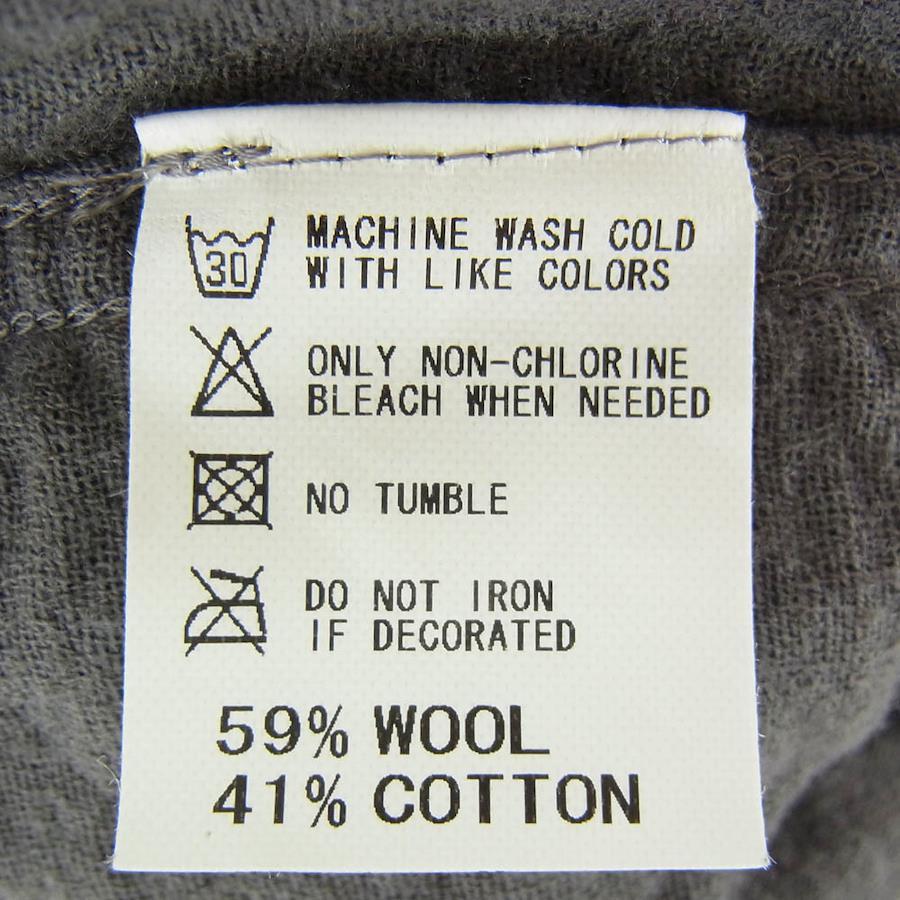 30
MACHINE WASH COLD
WITH LIKE COLORS
ONLY NON-CHLORINE
BLEACH WHEN NEEDED
NO TUMBLE
DO NOT IRON
IF DECORATED
59% WOOL
41% COTTON